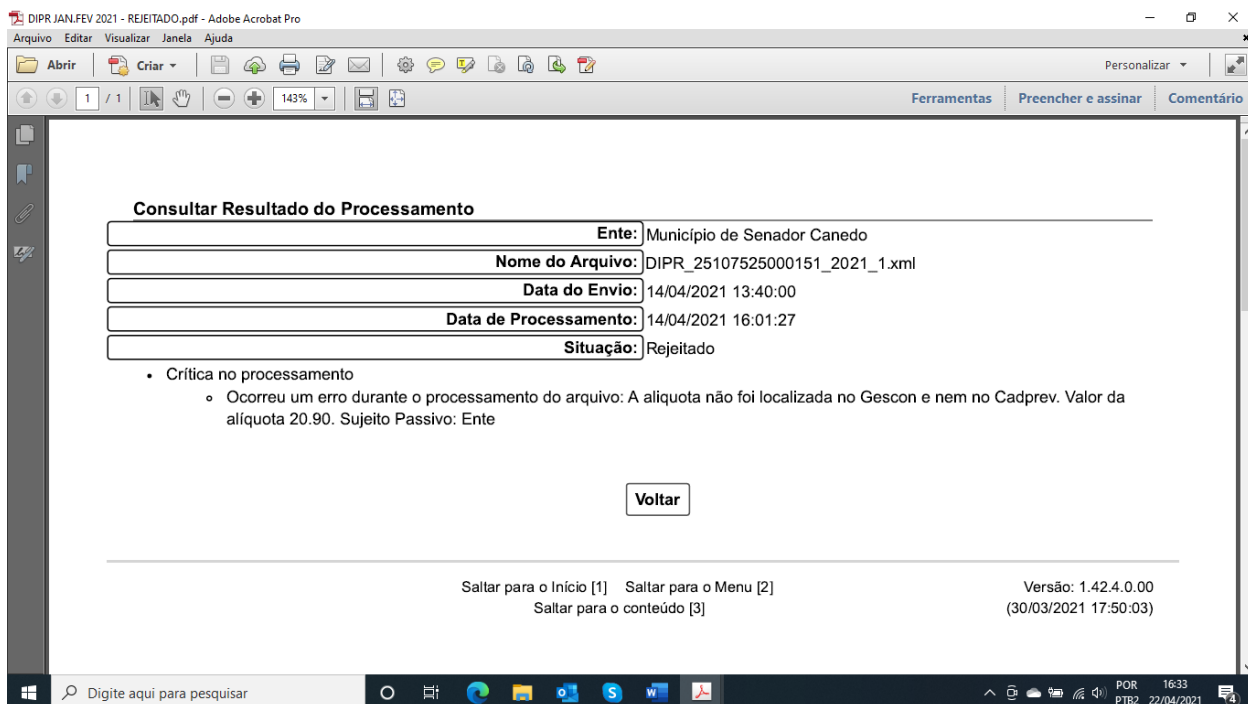 DIPR JAN.FEV 2021 - REJEITADO.pdf - Adobe Acrobat Pro
Arquivo Editar Visualizar Janela Ajuda
Abrir Criar Personalizar
1 / 1 143% Ferramentas Preencher e assinar Comentário
Consultar Resultado do Processamento
Ente: Município de Senador Canedo
Nome do Arquivo: DIPR_25107525000151_2021_1.xml
Data do Envio: 14/04/2021 13:40:00
Data de Processamento: 14/04/2021 16:01:27
Situação: Rejeitado
• Crítica no processamento
o Ocorreu um erro durante o processamento do arquivo: A aliquota não foi localizada no Gescon e nem no Cadprev. Valor da
alíquota 20.90. Sujeito Passivo: Ente
Voltar
Saltar para o Início [1] Saltar para o Menu [2] Versão: 1.42.4.0.00
Saltar para o conteúdo [3] (30/03/2021 17:50:03)
Digite aqui para pesquisar POR 16:33
PTB2 22/04/2021 4